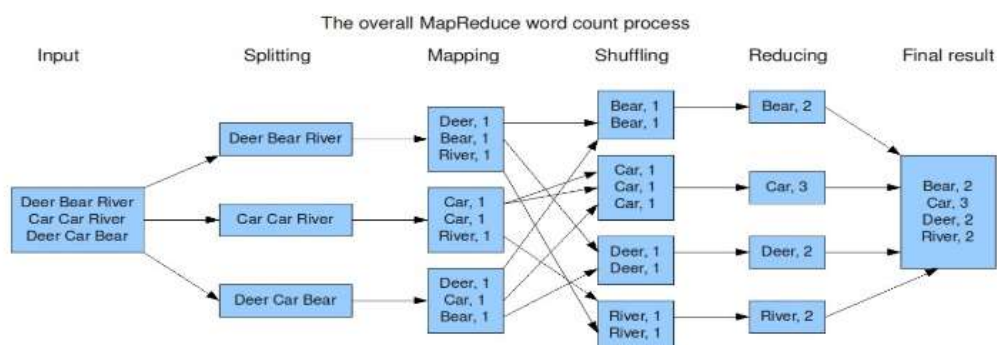 The overall MapReduce word count process
Input
Splitting
Mapping
Shuffling
Reducing
Final result
Deer Bear River
Car Car River
Deer Car Bear
Deer Bear River
Car Car River
Deer Car Bear
Deer, 1
Bear, 1
River, 1
Car, 1
Car, 1
River, 1
Deer, 1
Car, 1
Bear, 1
Bear, 1
Bear, 1
Car, 1
Car, 1
Car, 1
Deer, 1
Deer, 1
River, 1
River, 1
Bear, 2
Car, 3
Deer, 2
River, 2
Bear, 2
Car, 3
Deer, 2
River, 2